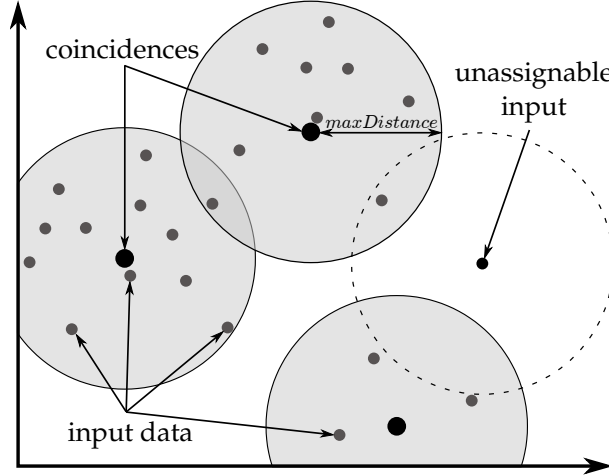 coincidences
unassignable
input
maxDistance
input data